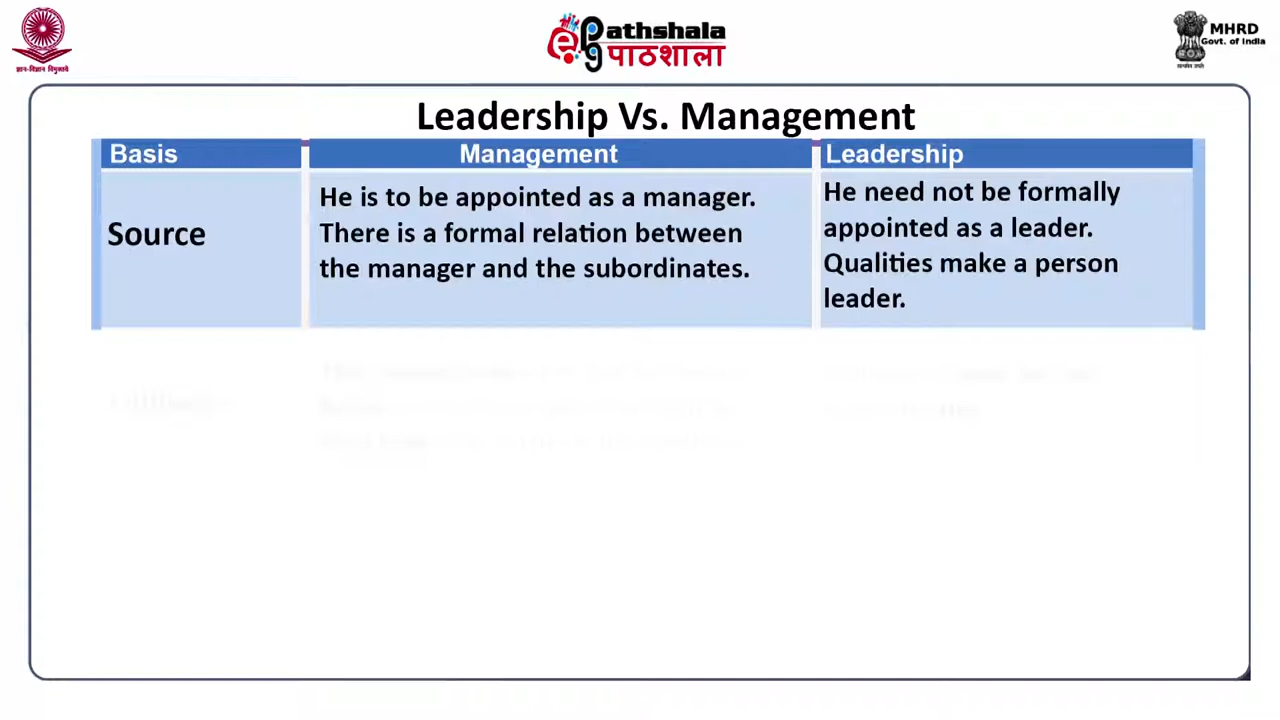 ज्ञान-विज्ञान विमुक्तये
epg Pathshala
पाठशाला
MHRD
Govt. of India
Leadership Vs. Management
Basis
Management
Leadership
Source
He is to be appointed as a manager.
There is a formal relation between
the manager and the subordinates.
He need not be formally
appointed as a leader.
Qualities make a person
leader.